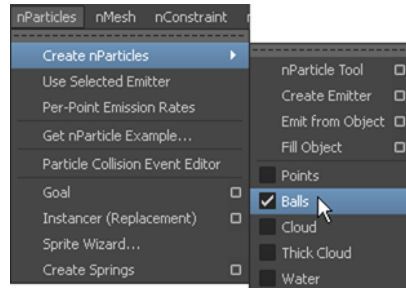 nParticles nMesh nConstraint
Create nParticles
Use Selected Emitter
Per-Point Emission Rates
Get nParticle Example...
Particle Collision Event Editor
Goal
Instancer (Replacement)
Sprite Wizard...
Create Springs
nParticle Tool
Create Emitter
Emit from Object
Fill Object
Points
Balls
Cloud
Thick Cloud
Water